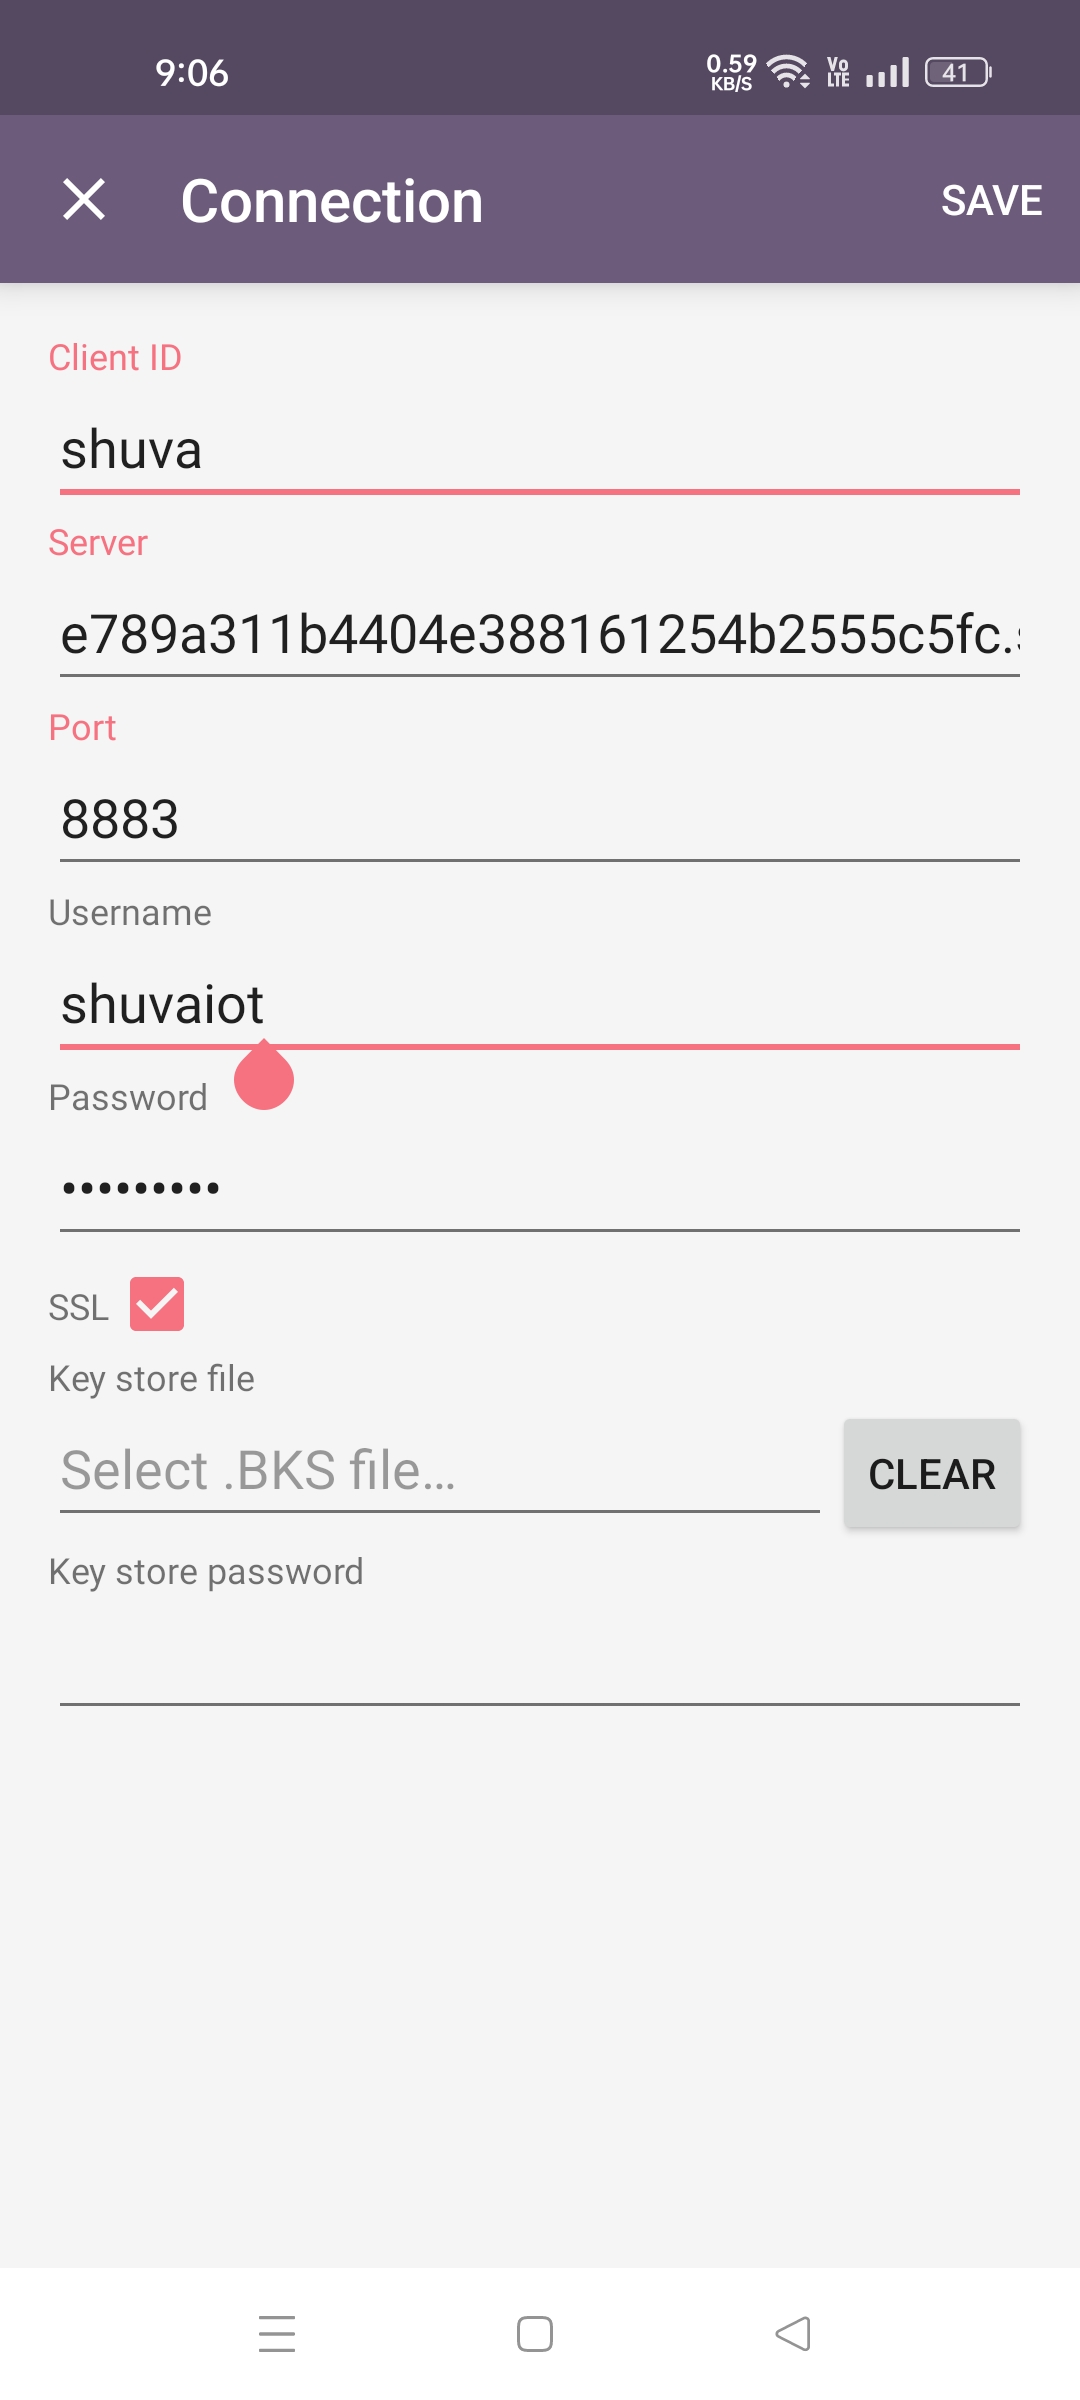 9:06
0.59 KB/S Vo LTE 41
Connection
SAVE
Client ID
shuva
Server
e789a311b4404e388161254b2555c5fc.
Port
8883
Username
shuvaiot
Password
•••••••••
SSL
Key store file
Select .BKS file…
CLEAR
Key store password